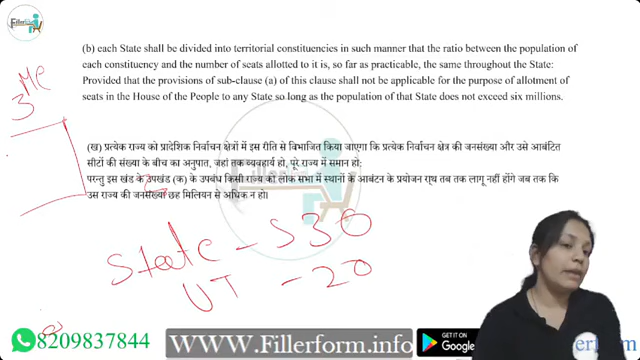 Fillerform
(b) each State shall be divided into territorial constituencies in such manner that the ratio between the population of
each constituency and the number of seats allotted to it is, so far as practicable, the same throughout the State:
Provided that the provisions of sub-clause (a) of this clause shall not be applicable for the purpose of allotment of
seats in the House of the People to any State so long as the population of that State does not exceed six millions.
3
(ख) प्रत्येक राज्य को प्रादेशिक निर्वाचन क्षेत्रों में इस रीति से विभाजित किया जाएगा कि प्रत्येक निर्वाचन क्षेत्र की जनसंख्या और उसे आबंटित
सीटों की संख्या के बीच का अनुपात, जहां तक व्यवहार्य हो, पूरे राज्य में समान हो;
परन्तु इस खंड के उपखंड (क) के उपबंध किसी राज्य को लोक सभा में स्थानों के आबंटन के प्रयोजन तब तक लागू नहीं होंगे जब तक कि
उस राज्य की जनसंख्या छह मिलियन से अधिक न हो।
State - 530
UT - 20
8209837844
www.Fillerform.info
GET IT ON
Google